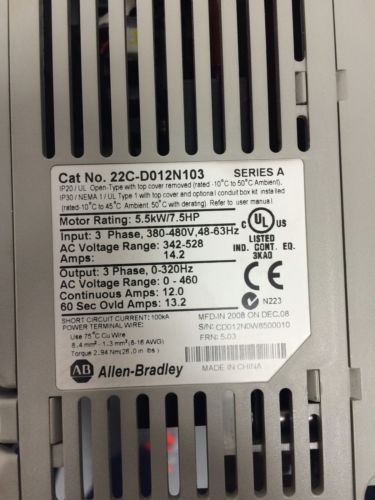 Cat No. 22C-D012N103 SERIES A
IP20 / UL Open-Type with top cover removed (rated -10°C to 50°C Ambient),
IP30 / NEMA 1 / UL Type 1 with top cover and optional conduit box kit installed
(rated-10°C to 45°C Ambient. 50°C with derating). Refer to user manual.
Motor Rating: 5.5kW/7.5HP
Input: 3 Phase, 380-480V,48-63Hz
AC Voltage Range: 342-528
Amps: 14.2
Output: 3 Phase, 0-320Hz
AC Voltage Range: 0 - 460
Continuous Amps: 12.0
60 Sec Ovld Amps: 13.2
c UL US
LISTED
IND. CONT. EQ.
3KA0
CE
N223
SHORT CIRCUIT CURRENT: 100kA
POWER TERMINAL WIRE:
Use 75°C Cu Wire
8.4 mm² - 1.3 mm² (8-16 AWG)
Torque 2.94 Nm(26.0 in lbs )
MFD-IN 2008 ON DEC.08
S/N: CD012N0W8500010
FRN: 5.03
AB Allen-Bradley
MADE IN CHINA